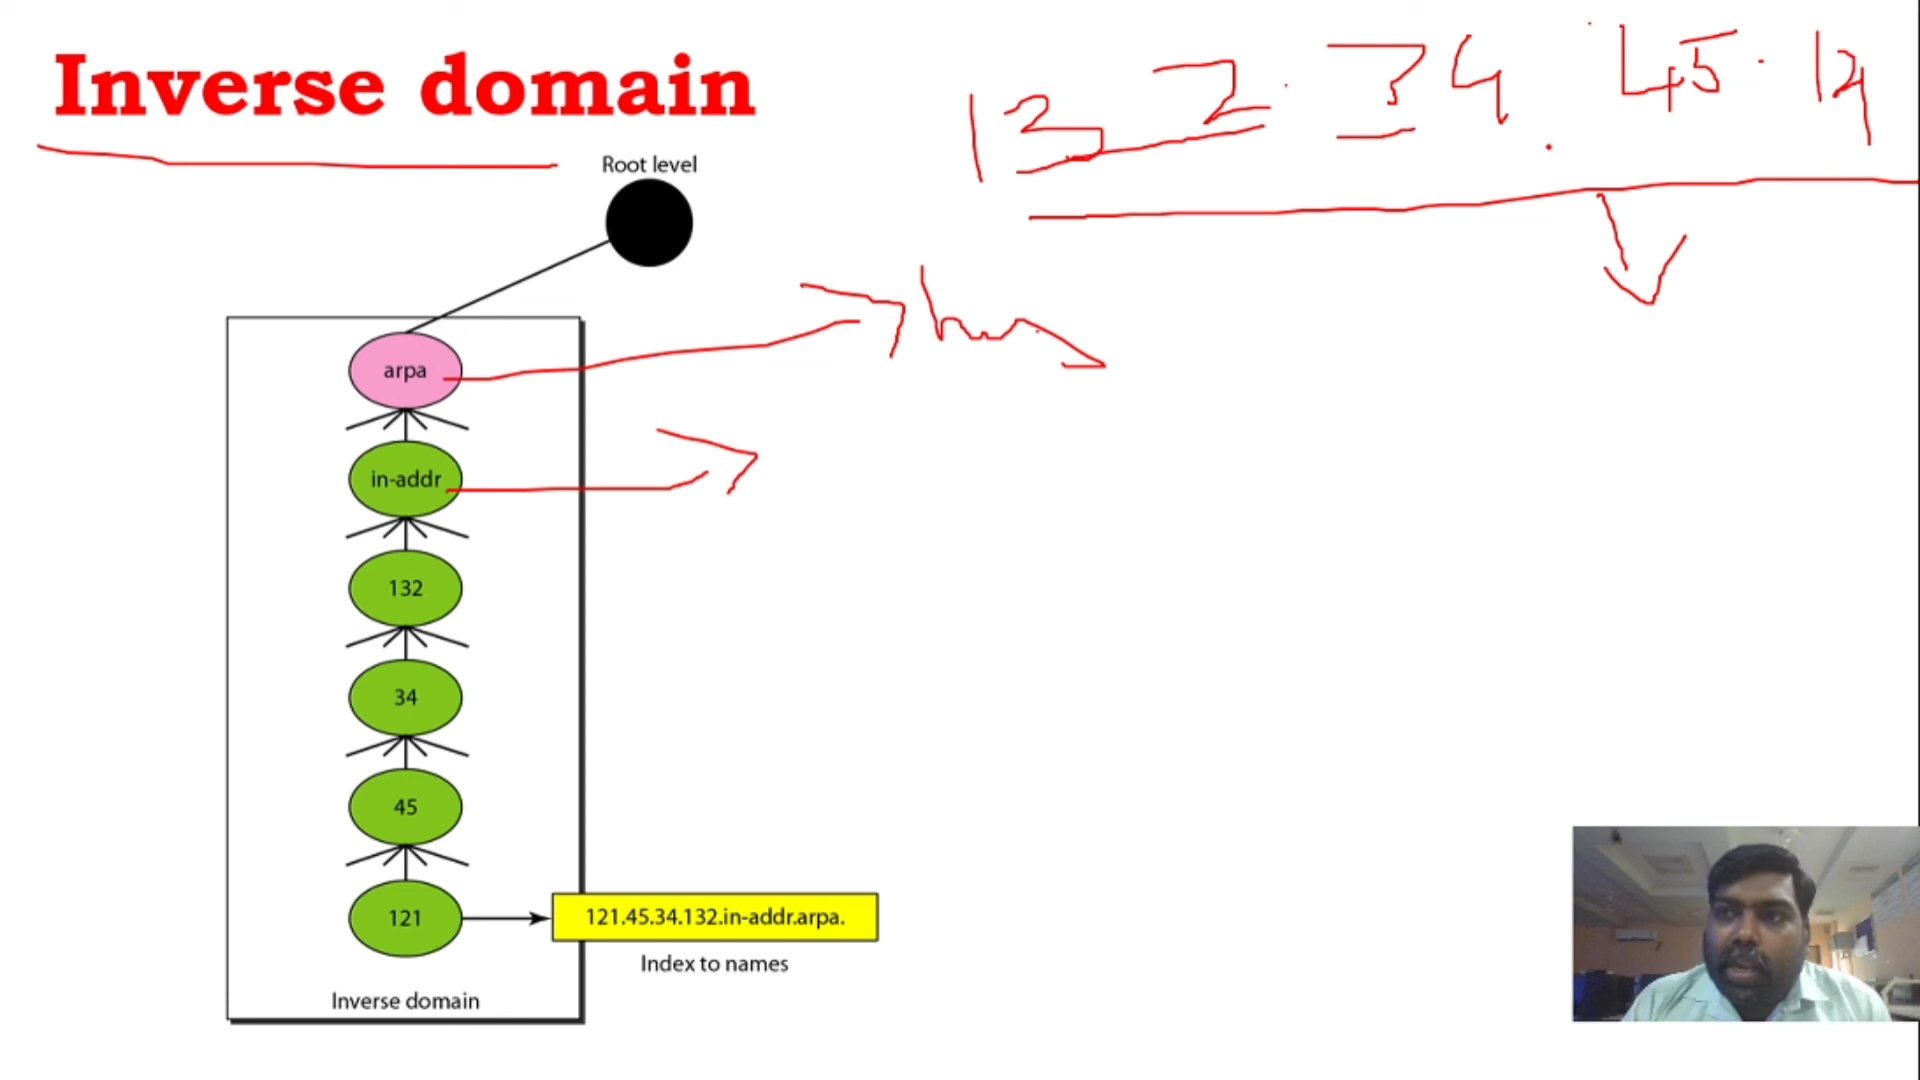 Inverse domain
132. 34. 45. 121
Root level
arpa
in-addr
132
34
45
121
121.45.34.132.in-addr.arpa.
Index to names
Inverse domain